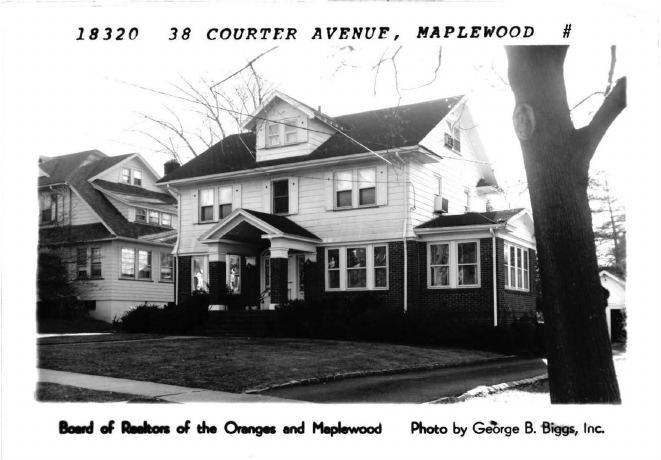 18320 38 COURTER AVENUE, MAPLEWOOD #
Board of Realtors of the Oranges and Maplewood Photo by George B. Biggs, Inc.